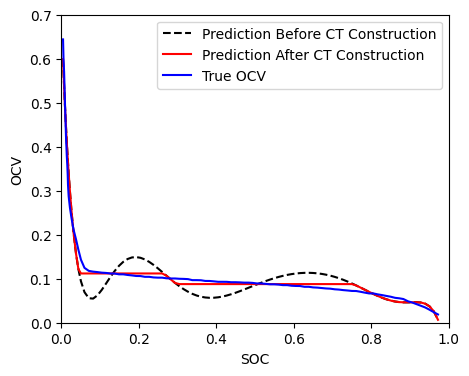 0.7
0.6
0.5
0.4
0.3
0.2
0.1
0.0
OCV
Prediction Before CT Construction
Prediction After CT Construction
True OCV
0.0 0.2 0.4 0.6 0.8 1.0
SOC